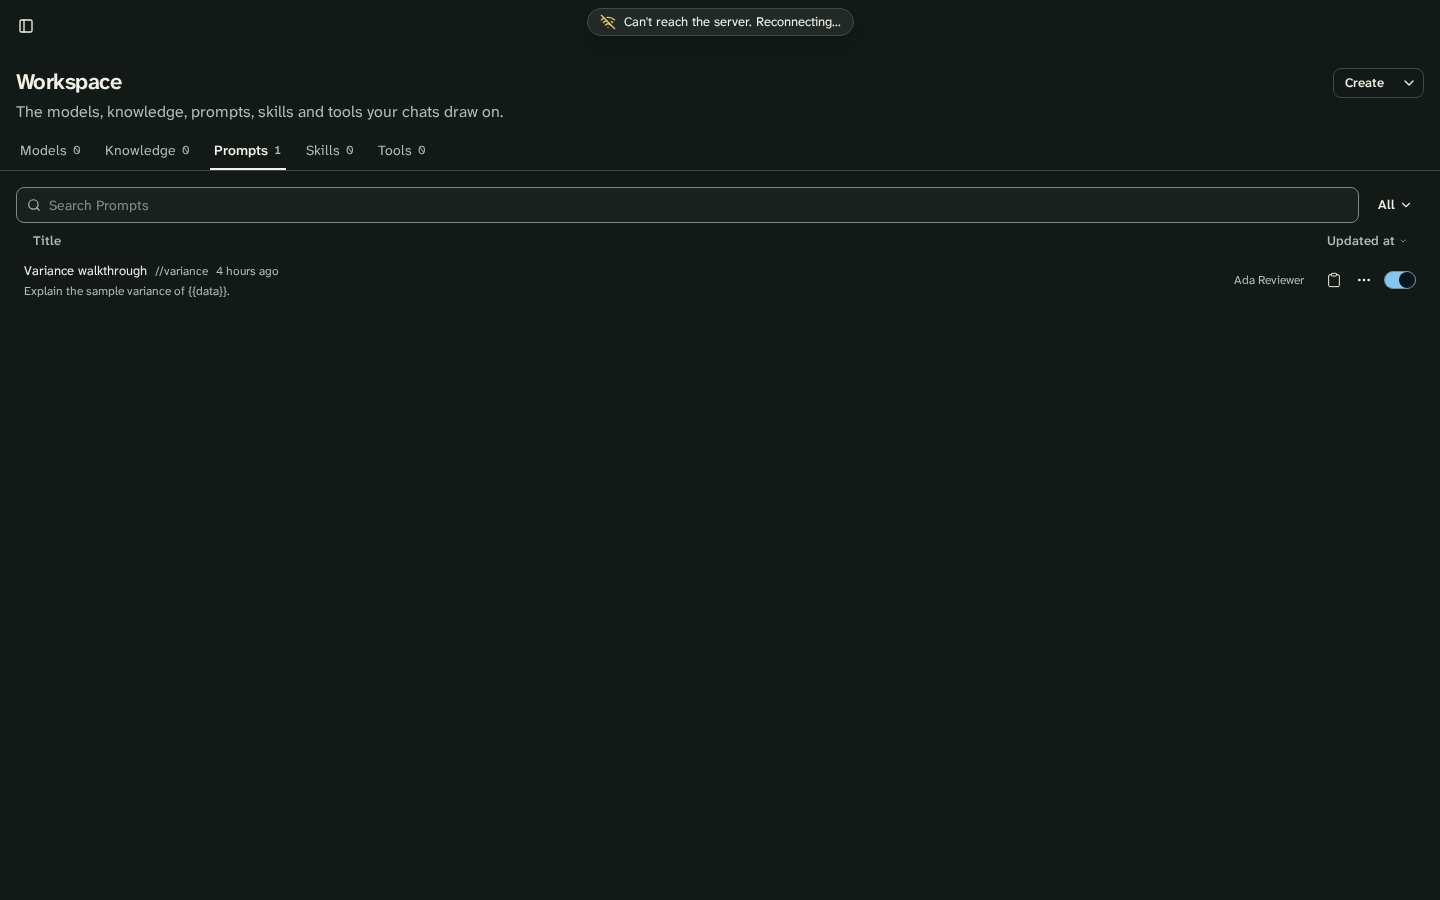 Can't reach the server. Reconnecting...
Workspace
Create
The models, knowledge, prompts, skills and tools your chats draw on.
Models 0 Knowledge 0 Prompts 1 Skills 0 Tools 0
Search Prompts
All
Title Updated at
Variance walkthrough //variance 4 hours ago
Explain the sample variance of {{data}}.
Ada Reviewer